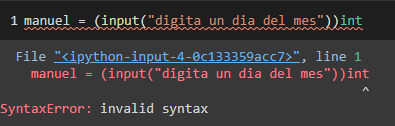 1 manuel = (input("digita un dia del mes"))int
File "<ipython-input-4-0c133359acc7>", line 1
manuel = (input("digita un dia del mes"))int
^
SyntaxError: invalid syntax